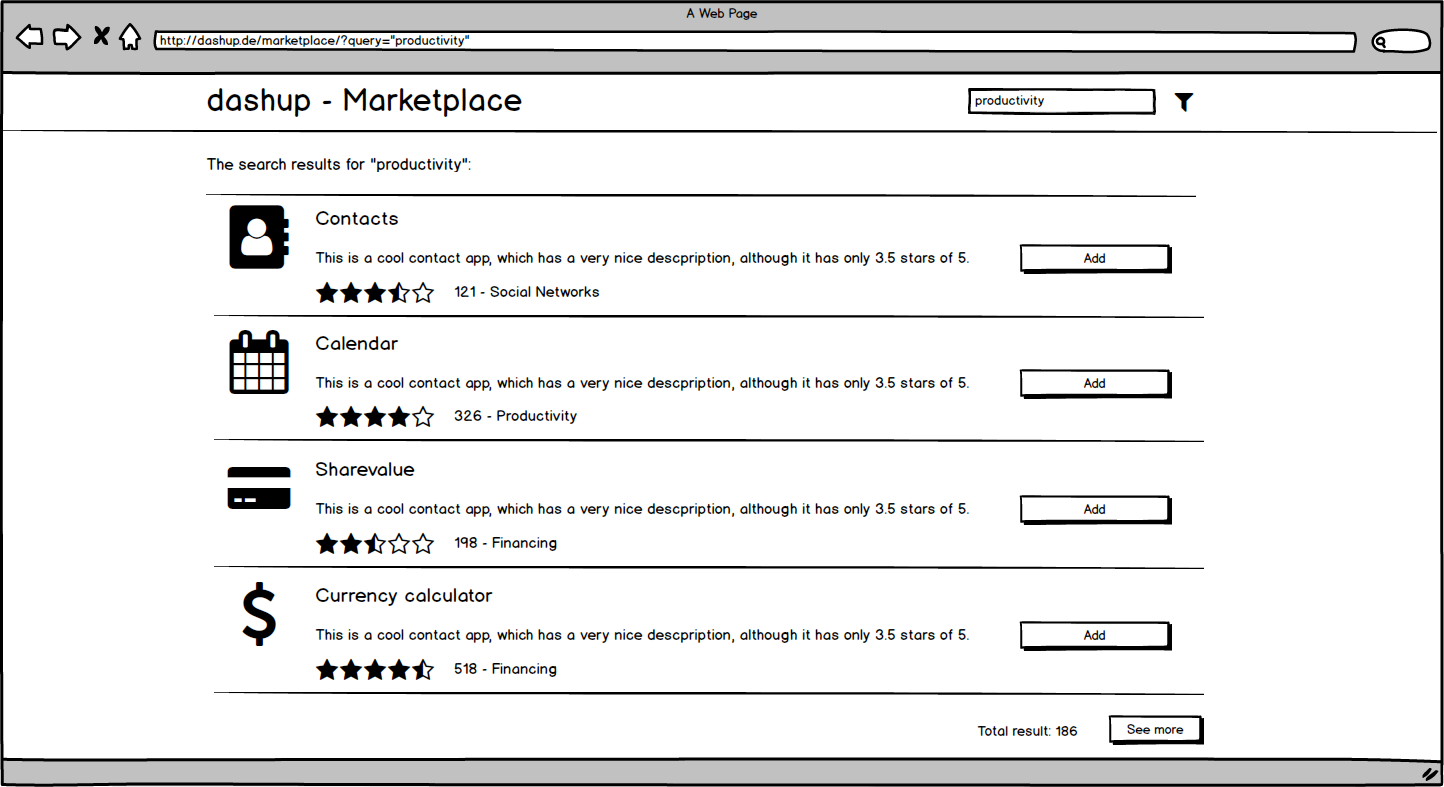 A Web Page
http://dashup.de/marketplace/?query="productivity"
dashup - Marketplace
productivity
The search results for "productivity":
Contacts
This is a cool contact app, which has a very nice descpription, although it has only 3.5 stars of 5.
Add
121 - Social Networks
Calendar
This is a cool contact app, which has a very nice descpription, although it has only 3.5 stars of 5.
Add
326 - Productivity
Sharevalue
This is a cool contact app, which has a very nice descpription, although it has only 3.5 stars of 5.
Add
198 - Financing
Currency calculator
This is a cool contact app, which has a very nice descpription, although it has only 3.5 stars of 5.
Add
518 - Financing
Total result: 186
See more